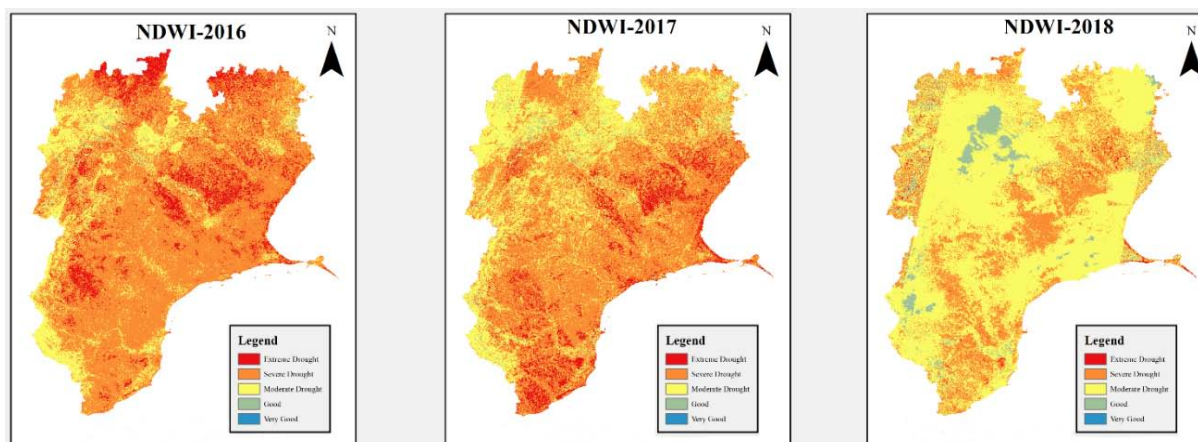 NDWI-2016
N
Legend
Extreme Drought
Severe Drought
Moderate Drought
Good
Very Good
NDWI-2017
N
Legend
Extreme Drought
Severe Drought
Moderate Drought
Good
Very Good
NDWI-2018
N
Legend
Extreme Drought
Severe Drought
Moderate Drought
Good
Very Good